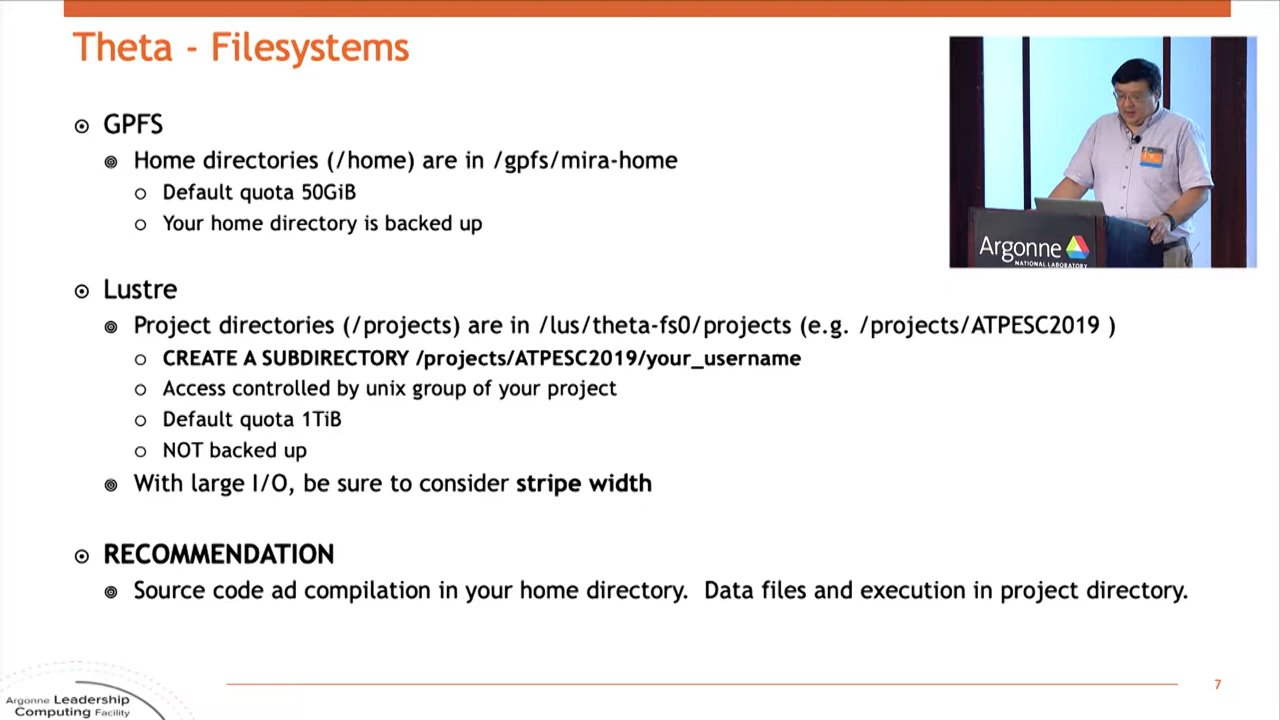 Theta - Filesystems
GPFS
Home directories (/home) are in /gpfs/mira-home
Default quota 50GiB
Your home directory is backed up
Lustre
Project directories (/projects) are in /lus/theta-fs0/projects (e.g. /projects/ATPESC2019 )
CREATE A SUBDIRECTORY /projects/ATPESC2019/your_username
Access controlled by unix group of your project
Default quota 1TiB
NOT backed up
With large I/O, be sure to consider stripe width
RECOMMENDATION
Source code ad compilation in your home directory.  Data files and execution in project directory.
Argonne
NATIONAL LABORATORY
Argonne Leadership
Computing Facility
7